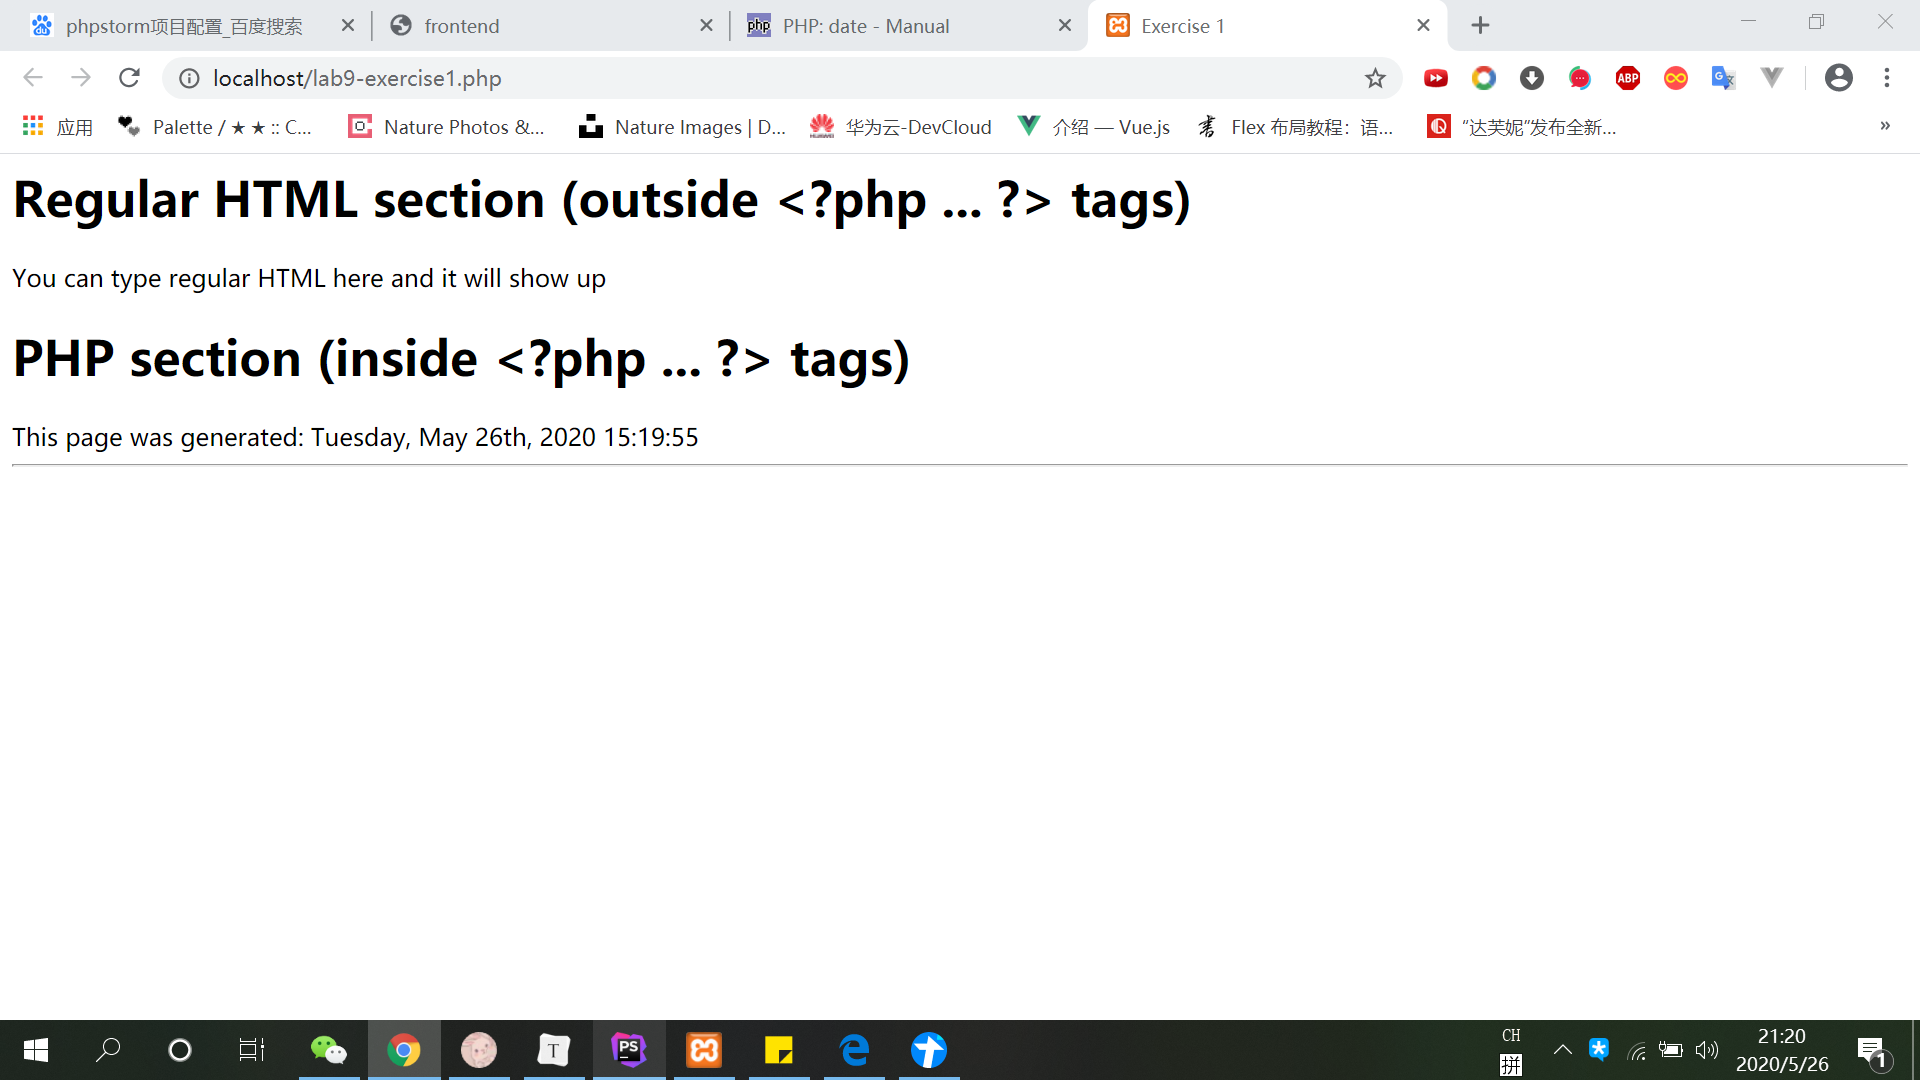 phpstorm项目配置_百度搜索
frontend
php
PHP: date - Manual
Exercise 1
localhost/lab9-exercise1.php
ABP
应用
Palette / ★ ★ :: C...
Nature Photos &...
Nature Images | D...
华为云-DevCloud
介绍 — Vue.js
Flex 布局教程：语...
“达芙妮”发布全新...
»
Regular HTML section (outside <?php ... ?> tags)
You can type regular HTML here and it will show up
PHP section (inside <?php ... ?> tags)
This page was generated: Tuesday, May 26th, 2020 15:19:55
T
PS
CH
拼
21:20
2020/5/26
1